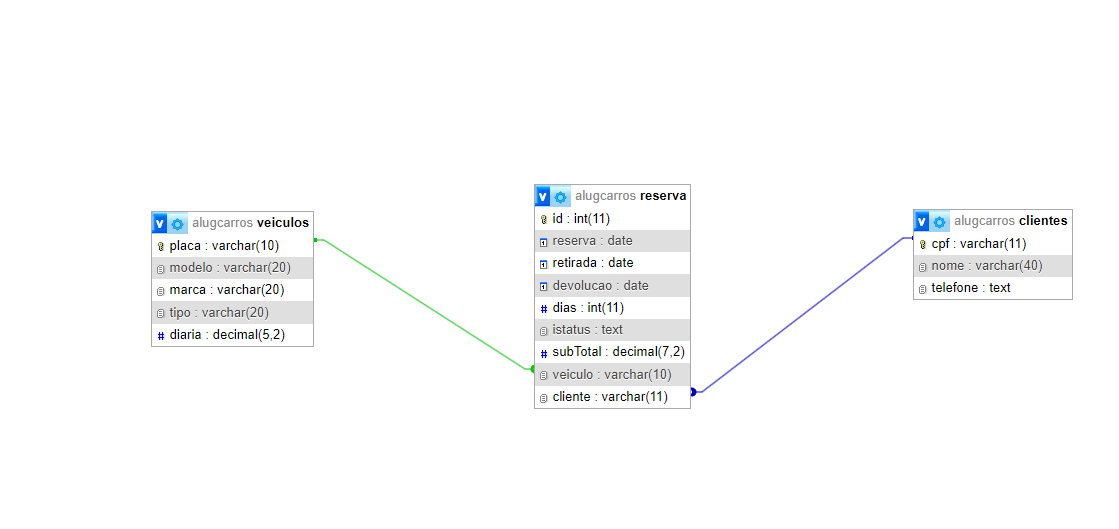 alugcarros veiculos
placa : varchar(10)
modelo : varchar(20)
marca : varchar(20)
tipo : varchar(20)
diaria : decimal(5,2)
alugcarros reserva
id : int(11)
reserva : date
retirada : date
devolucao : date
dias : int(11)
istatus : text
subTotal : decimal(7,2)
veiculo : varchar(10)
cliente : varchar(11)
alugcarros clientes
cpf : varchar(11)
nome : varchar(40)
telefone : text